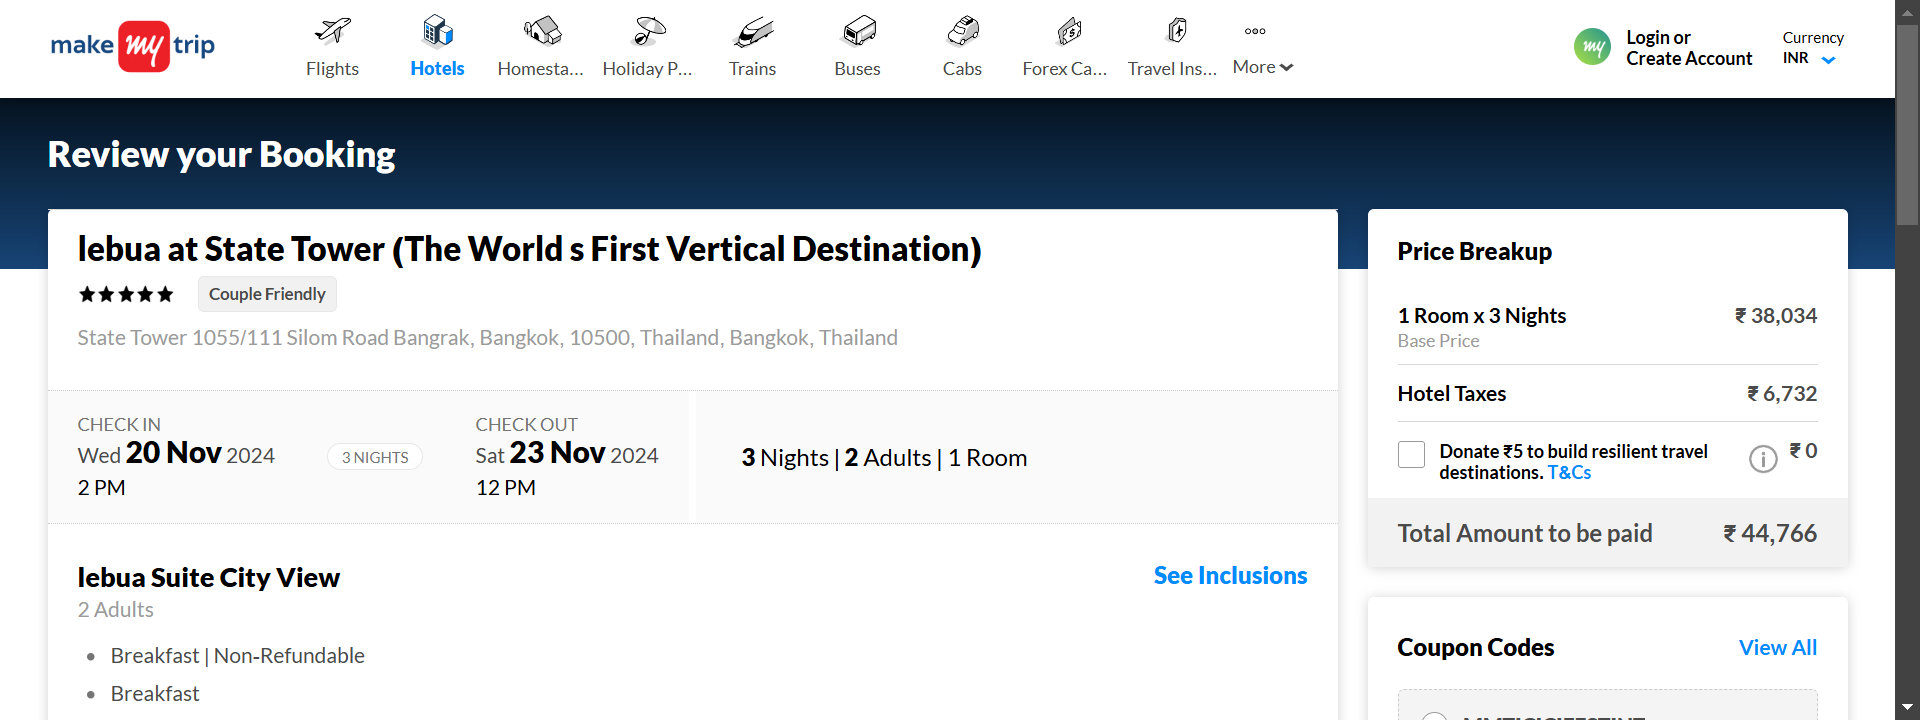 make my trip
Flights
Hotels
Homesta...
Holiday P...
Trains
Buses
Cabs
Forex Ca...
Travel Ins...
More
my
Login or
Create Account
Currency
INR
Review your Booking
lebua at State Tower (The World s First Vertical Destination)
Couple Friendly
State Tower 1055/111 Silom Road Bangrak, Bangkok, 10500, Thailand, Bangkok, Thailand
CHECK IN
Wed 20 Nov 2024
2 PM
3 NIGHTS
CHECK OUT
Sat 23 Nov 2024
12 PM
3 Nights | 2 Adults | 1 Room
lebua Suite City View
See Inclusions
2 Adults
Breakfast | Non-Refundable
Breakfast
Price Breakup
1 Room x 3 Nights ₹ 38,034
Base Price
Hotel Taxes ₹ 6,732
Donate ₹5 to build resilient travel
destinations. T&Cs
₹ 0
Total Amount to be paid ₹ 44,766
Coupon Codes
View All